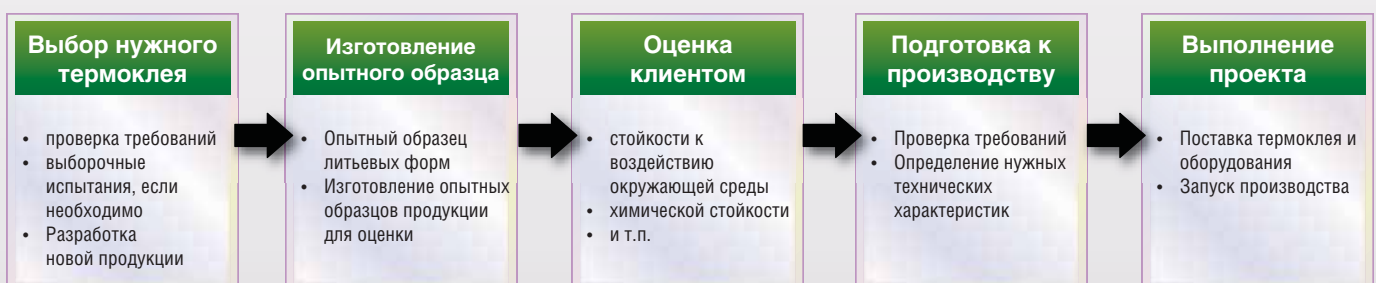 Выбор нужного
термоклея
• проверка требований
• выборочные
испытания, если
необходимо
• Разработка
новой продукции
Изготовление
опытного образца
• Опытный образец
литьевых форм
• Изготовление опытных
образцов продукции
для оценки
Оценка
клиентом
• стойкости к
воздействию
окружающей среды
• химической стойкости
• и т.п.
Подготовка к
производству
• Проверка требований
• Определение нужных
технических
характеристик
Выполнение
проекта
• Поставка термоклея и
оборудования
• Запуск производства